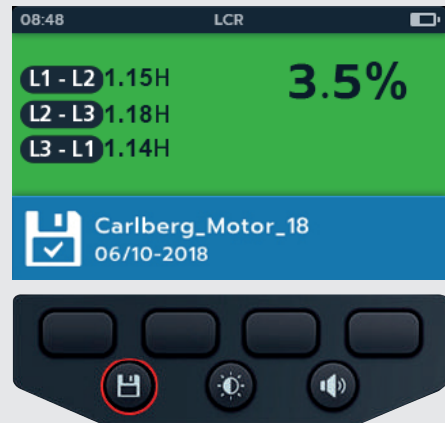 08:48 LCR
L1 - L2 1.15H 3.5%
L2 - L3 1.18H
L3 - L1 1.14H
Carlberg_Motor_18
06/10-2018